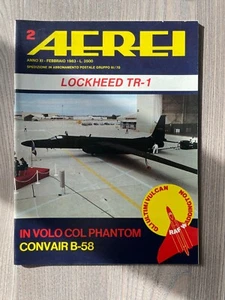 2
AEREI
ANNO XI - FEBBRAIO 1983 - L. 3000
SPEDIZIONE IN ABBONAMENTO POSTALE GRUPPO III/70
LOCKHEED TR-1
GLI ULTIMI VULCAN
RAF
IN VOLO COL PHANTOM
CONVAIR B-58